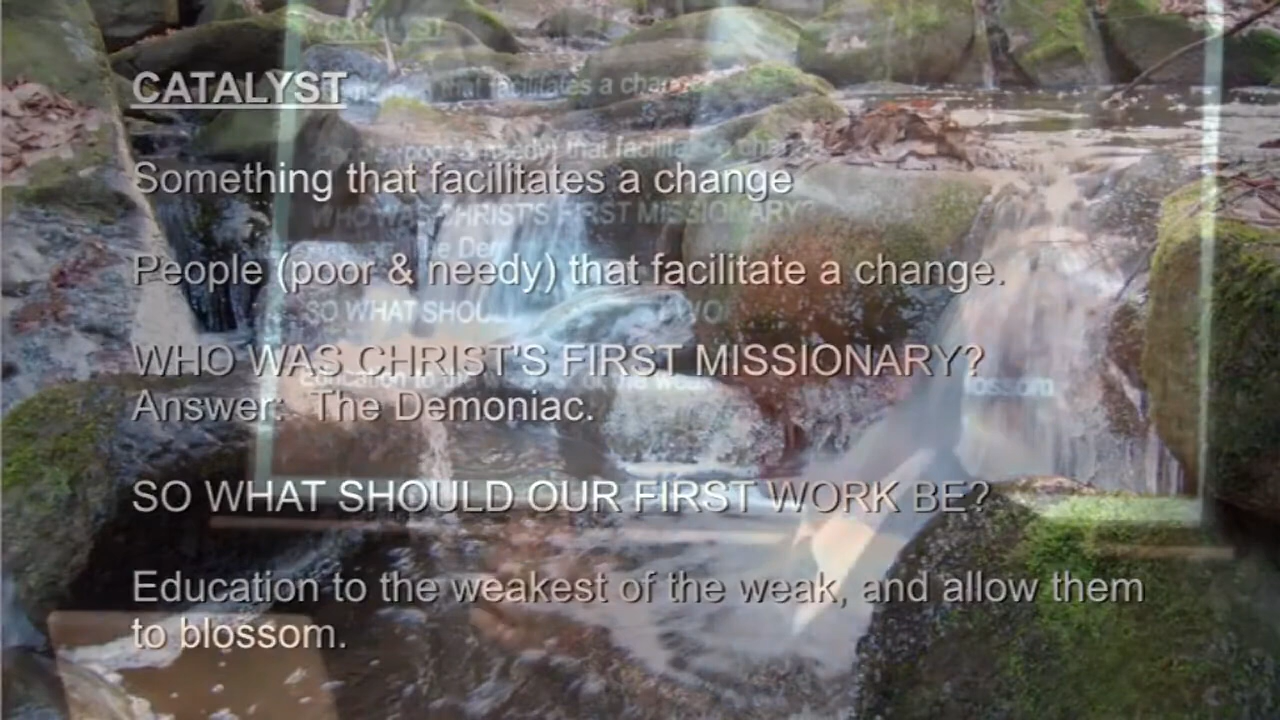 CATALYST
Something that facilitates a change
People (poor & needy) that facilitate a change.
WHO WAS CHRIST'S FIRST MISSIONARY?
Answer:  The Demoniac.
SO WHAT SHOULD OUR FIRST WORK BE?
Education to the weakest of the weak, and allow them
to blossom.